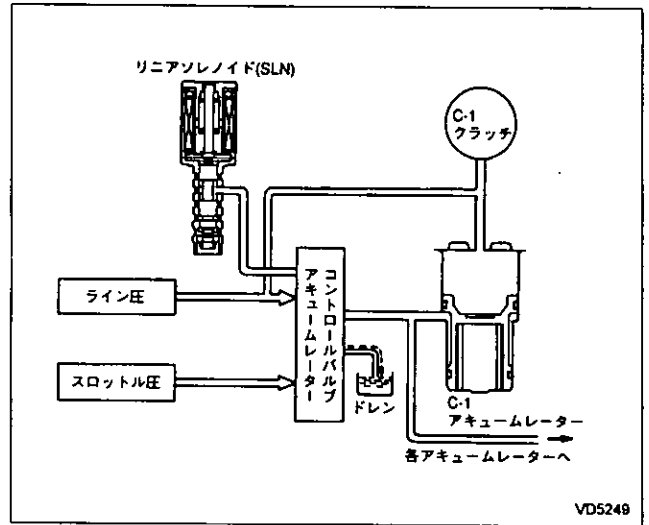 リニアソレノイド(SLN)
C-1
クラッチ
ライン圧
スロットル圧
アキュームレーター
コントロールバルブ
ドレン
C-1
アキュームレーター
各アキュームレーターへ
VD5249